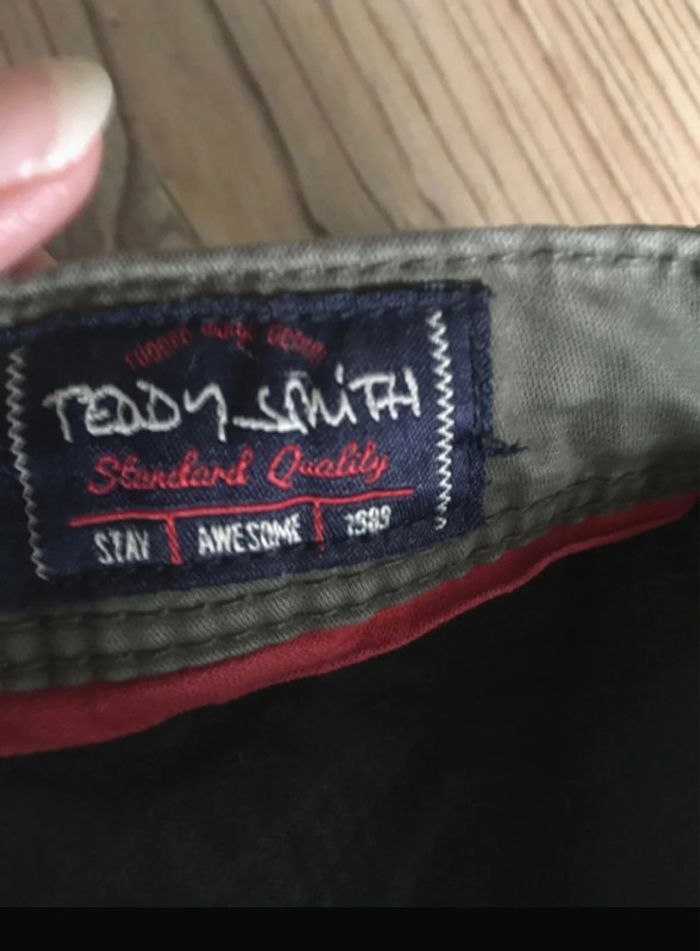 TEDDY SMiTH
Standard Quality
STAY AWESOME 1989